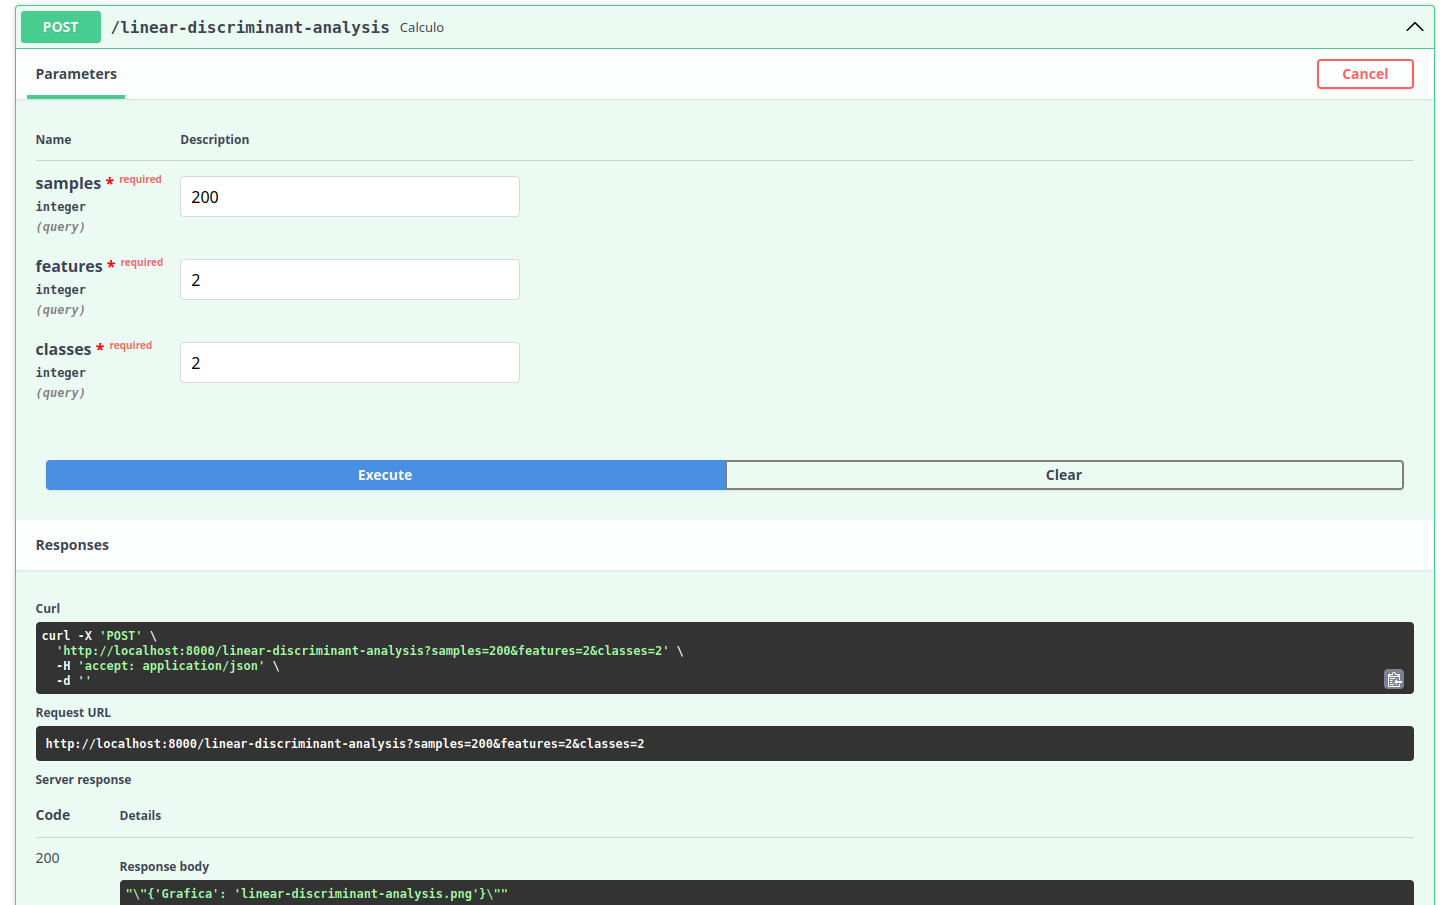 POST /linear-discriminant-analysis Calculo
Parameters Cancel
Name Description
samples * required
integer
(query)
200
features * required
integer
(query)
2
classes * required
integer
(query)
2
Execute Clear
Responses
Curl
curl -X 'POST' \
'http://localhost:8000/linear-discriminant-analysis?samples=200&features=2&classes=2' \
-H 'accept: application/json' \
-d ''
Request URL
http://localhost:8000/linear-discriminant-analysis?samples=200&features=2&classes=2
Server response
Code Details
200
Response body
"\"{'Grafica': 'linear-discriminant-analysis.png'}\""